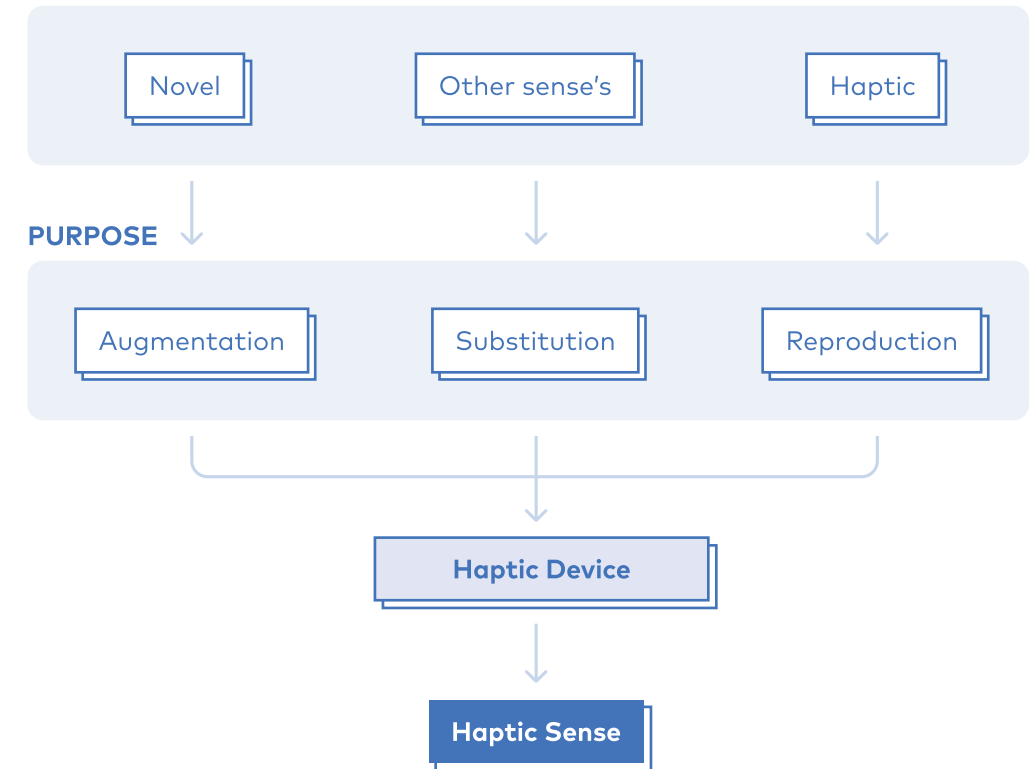 Novel
Other sense’s
Haptic
PURPOSE
Augmentation
Substitution
Reproduction
Haptic Device
Haptic Sense